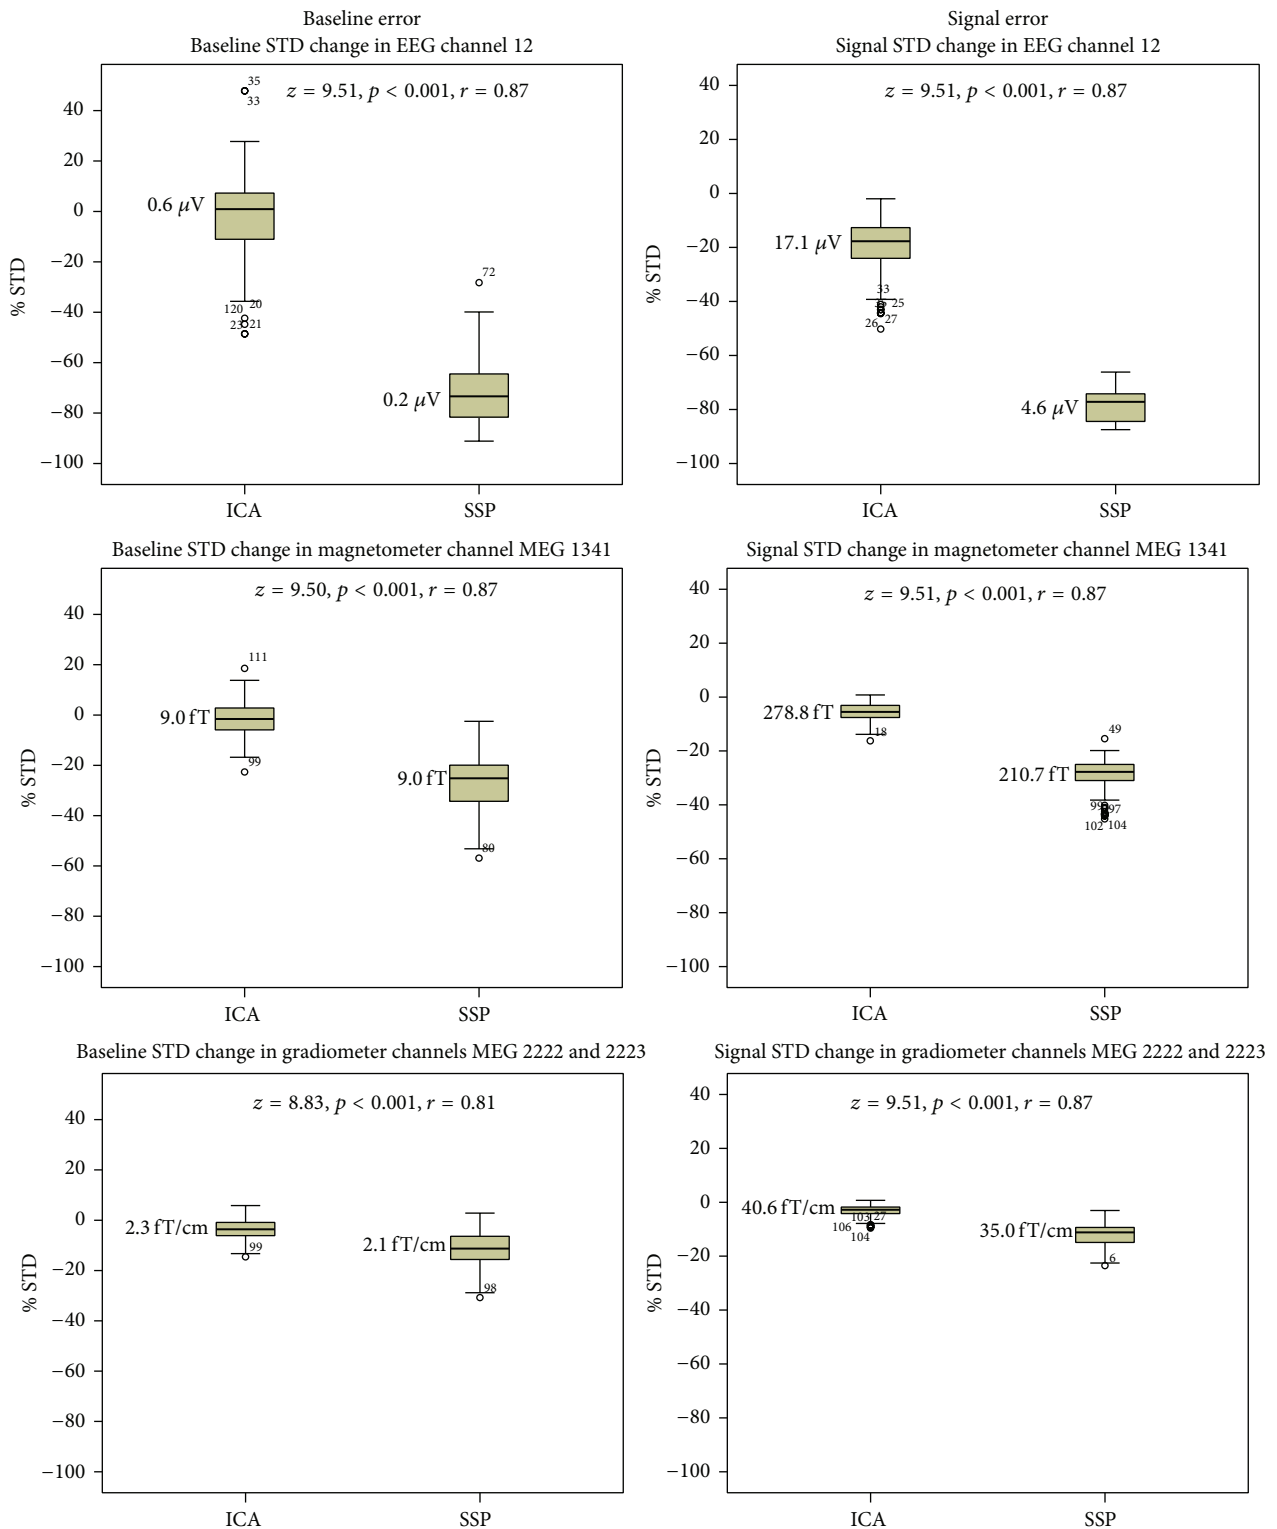 Baseline error
Baseline STD change in EEG channel 12
z = 9.51, p < 0.001, r = 0.87
% STD
40
20
0
−20
−40
−60
−80
−100
35
33
0.6 μV
120 20
23 21
72
0.2 μV
ICA SSP
Signal error
Signal STD change in EEG channel 12
z = 9.51, p < 0.001, r = 0.87
% STD
40
20
0
−20
−40
−60
−80
−100
17.1 μV
33
25
26 27
4.6 μV
ICA SSP
Baseline STD change in magnetometer channel MEG 1341
z = 9.50, p < 0.001, r = 0.87
% STD
40
20
0
−20
−40
−60
−80
−100
111
9.0 fT
99
9.0 fT
80
ICA SSP
Signal STD change in magnetometer channel MEG 1341
z = 9.51, p < 0.001, r = 0.87
% STD
40
20
0
−20
−40
−60
−80
−100
278.8 fT
18
49
210.7 fT
99 97
102 104
ICA SSP
Baseline STD change in gradiometer channels MEG 2222 and 2223
z = 8.83, p < 0.001, r = 0.81
% STD
40
20
0
−20
−40
−60
−80
−100
2.3 fT/cm
99
2.1 fT/cm
98
ICA SSP
Signal STD change in gradiometer channels MEG 2222 and 2223
z = 9.51, p < 0.001, r = 0.87
% STD
40
20
0
−20
−40
−60
−80
−100
40.6 fT/cm
103 27
106
104
35.0 fT/cm
6
ICA SSP